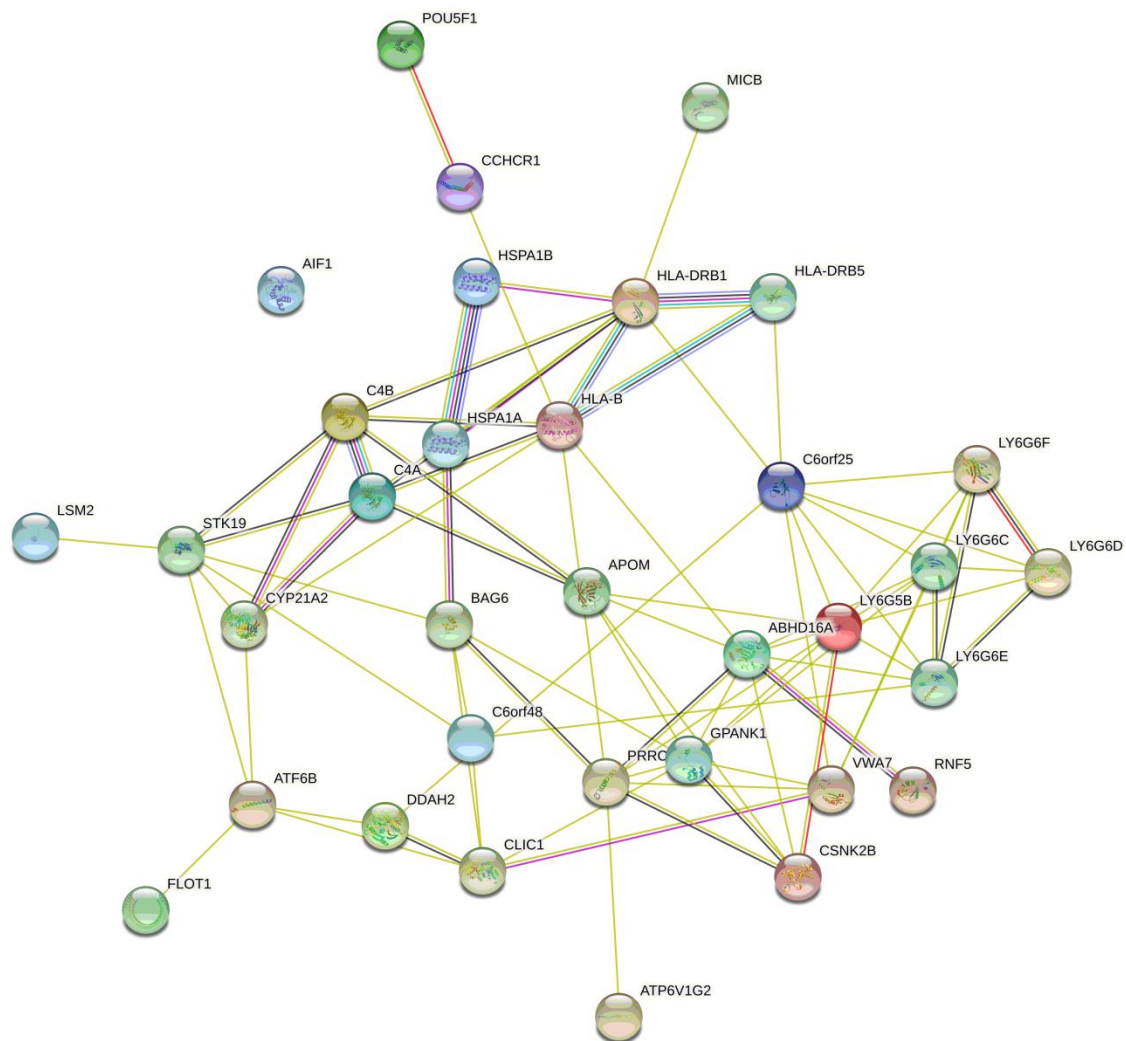 POU5F1
MICB
CCHCR1
HSPA1B
HLA-DRB1
HLA-DRB5
AIF1
C4B
HSPA1A
HLA-B
C4A
C6orf25
LY6G6F
LSM2
STK19
LY6G6C
LY6G6D
CYP21A2
BAG6
APOM
LY6G5B
ABHD16A
LY6G6E
C6orf48
GPANK1
PRRC
VWA7
RNF5
ATF6B
DDAH2
CLIC1
CSNK2B
FLOT1
ATP6V1G2